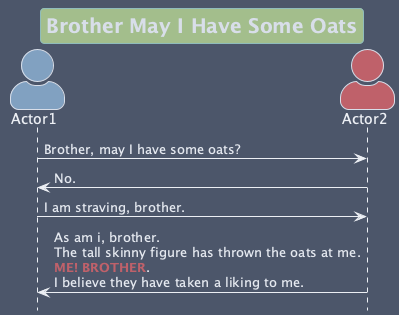 Brother May I Have Some Oats
Actor1
Actor2
Brother, may I have some oats?
No.
I am straving, brother.
As am i, brother.
The tall skinny figure has thrown the oats at me.
ME! BROTHER.
I believe they have taken a liking to me.